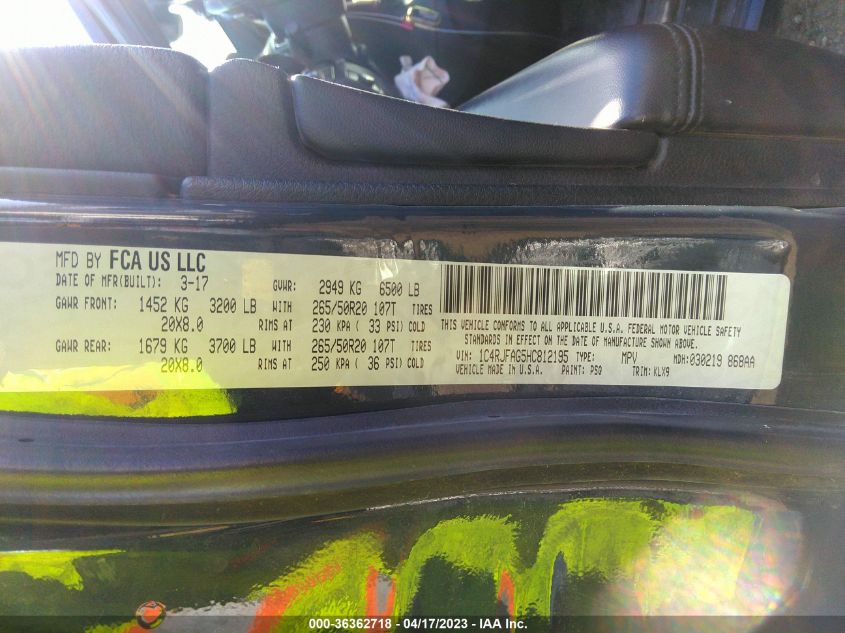 MFD BY FCA US LLC
DATE OF MFR(BUILT): 3-17 GVWR: 2949 KG 6500 LB
GAWR FRONT: 1452 KG 3200 LB WITH 265/50R20 107T TIRES
20X8.0 RIMS AT 230 KPA ( 33 PSI) COLD
GAWR REAR: 1679 KG 3700 LB WITH 265/50R20 107T TIRES
20X8.0 RIMS AT 250 KPA ( 36 PSI) COLD
THIS VEHICLE CONFORMS TO ALL APPLICABLE U.S.A. FEDERAL MOTOR VEHICLE SAFETY
STANDARDS IN EFFECT ON THE DATE OF MANUFACTURE SHOWN ABOVE.
VIN: 1C4RJFAG5HC812195 TYPE: MPV MDH: 030219 868AA
VEHICLE MADE IN U.S.A. PAINT: PSQ TRIM: KLX9
000-36362718 - 04/17/2023 - IAA Inc.